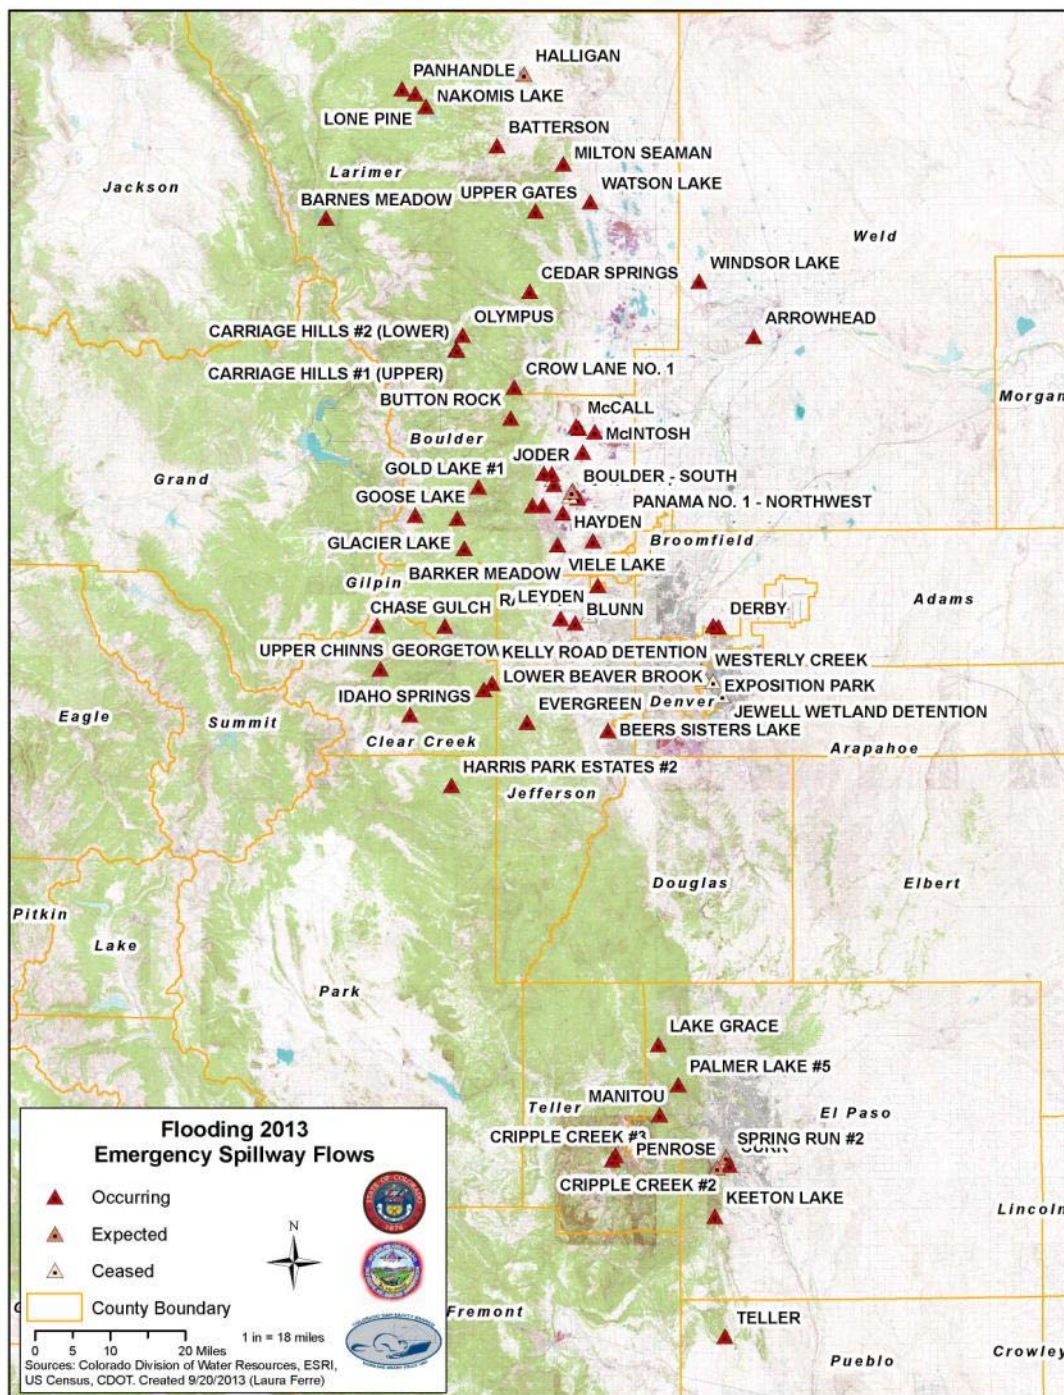 HALLIGAN
PANHANDLE
NAKOMIS LAKE
LONE PINE
BATTERSON
MILTON SEAMAN
Larimer
Jackson
UPPER GATES
WATSON LAKE
BARNES MEADOW
Weld
CEDAR SPRINGS
WINDSOR LAKE
OLYMPUS
ARROWHEAD
CARRIAGE HILLS #2 (LOWER)
CARRIAGE HILLS #1 (UPPER)
CROW LANE NO. 1
BUTTON ROCK
Morgan
McCALL
McINTOSH
Boulder
JODER
GOLD LAKE #1
BOULDER - SOUTH
Grand
GOOSE LAKE
PANAMA NO. 1 - NORTHWEST
HAYDEN
GLACIER LAKE
Broomfield
VIELE LAKE
BARKER MEADOW
Gilpin
LEYDEN
CHASE GULCH
BLUNN
DERBY
Adams
UPPER CHINNS
GEORGETOW
KELLY ROAD DETENTION
WESTERLY CREEK
LOWER BEAVER BROOK
EXPOSITION PARK
IDAHO SPRINGS
EVERGREEN
Denver
JEWELL WETLAND DETENTION
Eagle
Summit
BEERS SISTERS LAKE
Clear Creek
Arapahoe
HARRIS PARK ESTATES #2
Jefferson
Douglas
Elbert
Pitkin
Lake
Park
LAKE GRACE
PALMER LAKE #5
MANITOU
Teller
El Paso
CRIPPLE CREEK #3
PENROSE
SPRING RUN #2
CRIPPLE CREEK #2
KEETON LAKE
Lincoln
Fremont
TELLER
Pueblo
Crowley
Flooding 2013
Emergency Spillway Flows
Occurring
Expected
Ceased
County Boundary
N
0 5 10 20 Miles
1 in = 18 miles
Sources: Colorado Division of Water Resources, ESRI,
US Census, CDOT. Created 9/20/2013 (Laura Ferre)